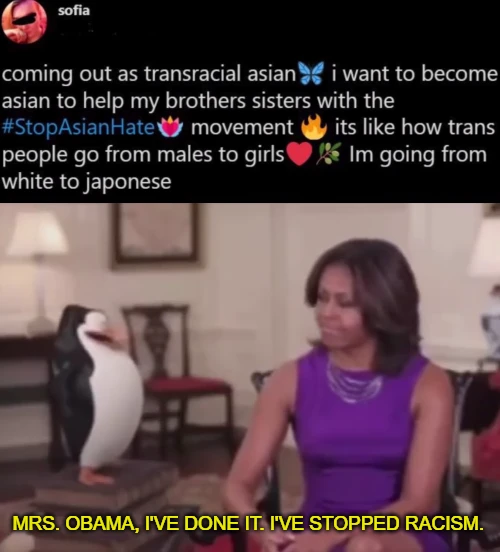 sofia
coming out as transracial asian🦋 i want to become
asian to help my brothers sisters with the
#StopAsianHate💓 movement 🔥 its like how trans
people go from males to girls❤️🌿 Im going from
white to japonese
MRS. OBAMA, I'VE DONE IT. I'VE STOPPED RACISM.